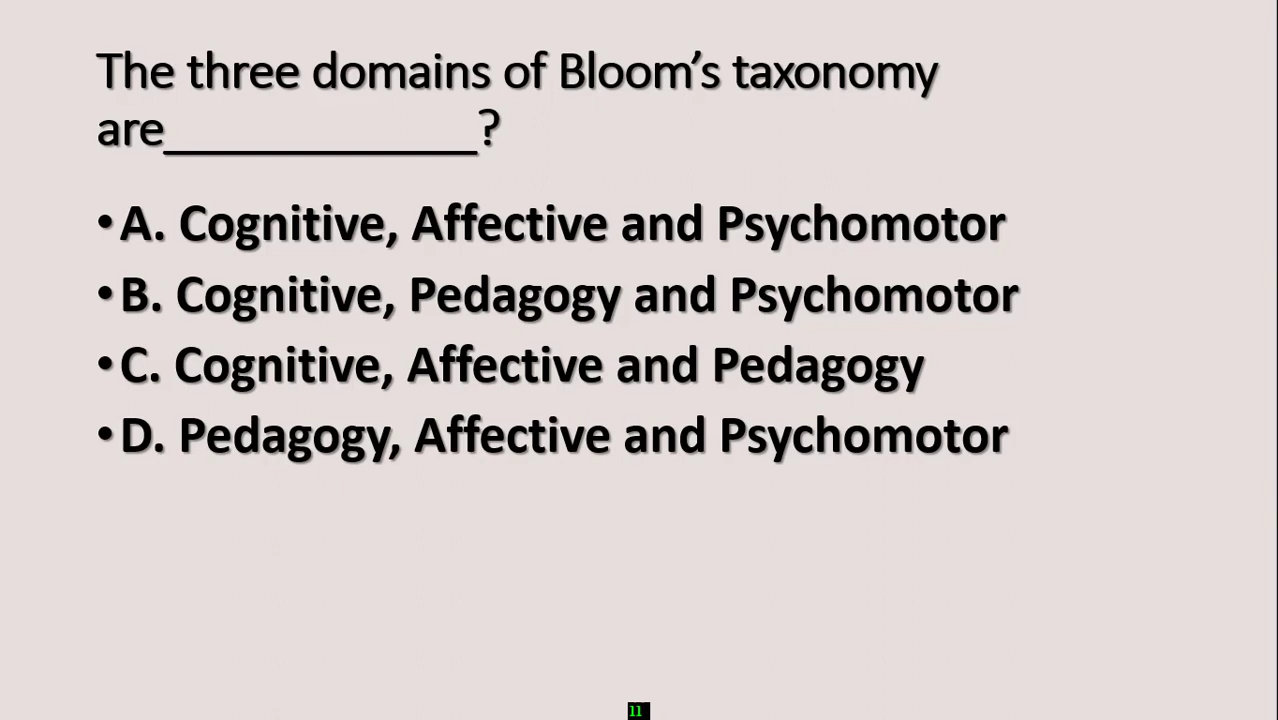 The three domains of Bloom’s taxonomy
are____________?
•A. Cognitive, Affective and Psychomotor
•B. Cognitive, Pedagogy and Psychomotor
•C. Cognitive, Affective and Pedagogy
•D. Pedagogy, Affective and Psychomotor
11